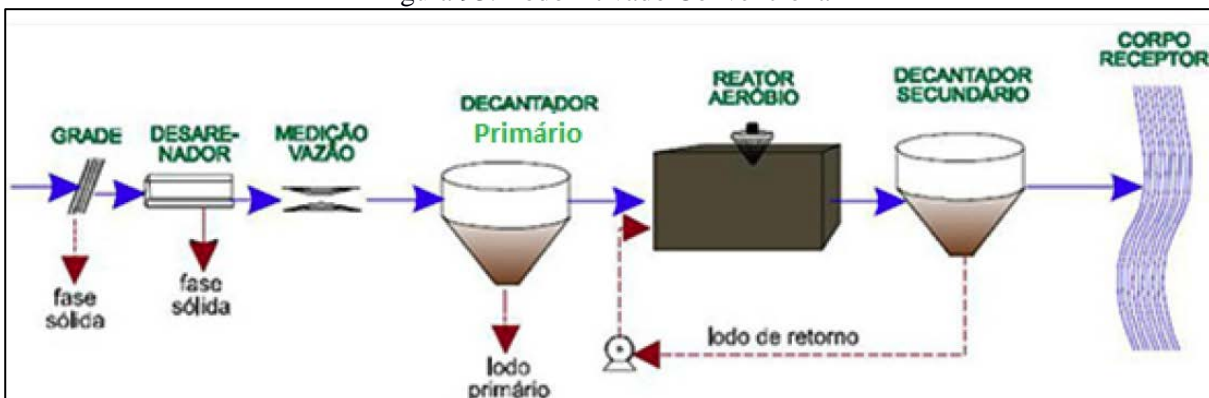 CORPO
RECEPTOR
REATOR
AERÓBIO
DECANTADOR
SECUNDÁRIO
DECANTADOR
Primário
GRADE
DESARE-
NADOR
MEDIÇÃO
VAZÃO
fase
sólida
fase
sólida
lodo de retorno
lodo
primário